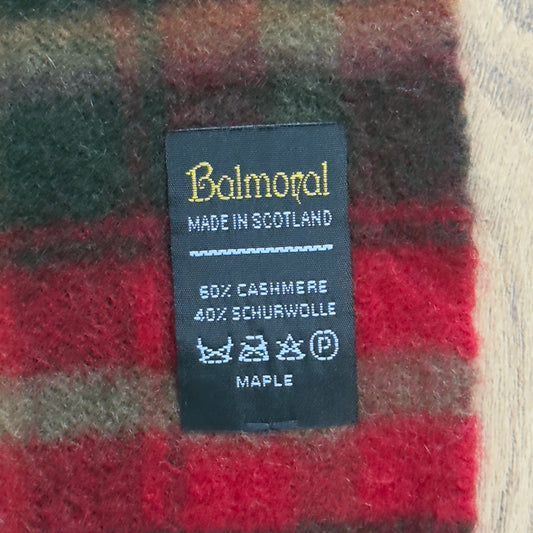 Balmoral
MADE IN SCOTLAND
60% CASHMERE
40% SCHURWOLLE
P
MAPLE